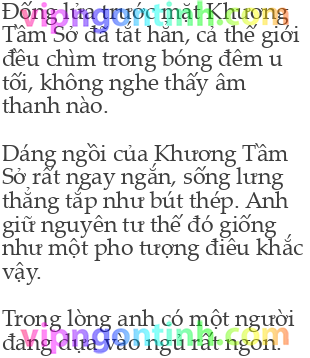 Đống lửa trước mặt Khương
Tầm Sở đã tắt hẳn, cả thế giới
đều chìm trong bóng đêm u
tối, không nghe thấy âm
thanh nào.
Dáng ngồi của Khương Tầm
Sở rất ngay ngắn, sống lưng
thẳng tắp như bút thép. Anh
giữ nguyên tư thế đó giống
như một pho tượng điêu khắc
vậy.
Trong lòng anh có một người
đang dựa vào ngủ rất ngon.
vipngontinh.com
vipngontinh.com